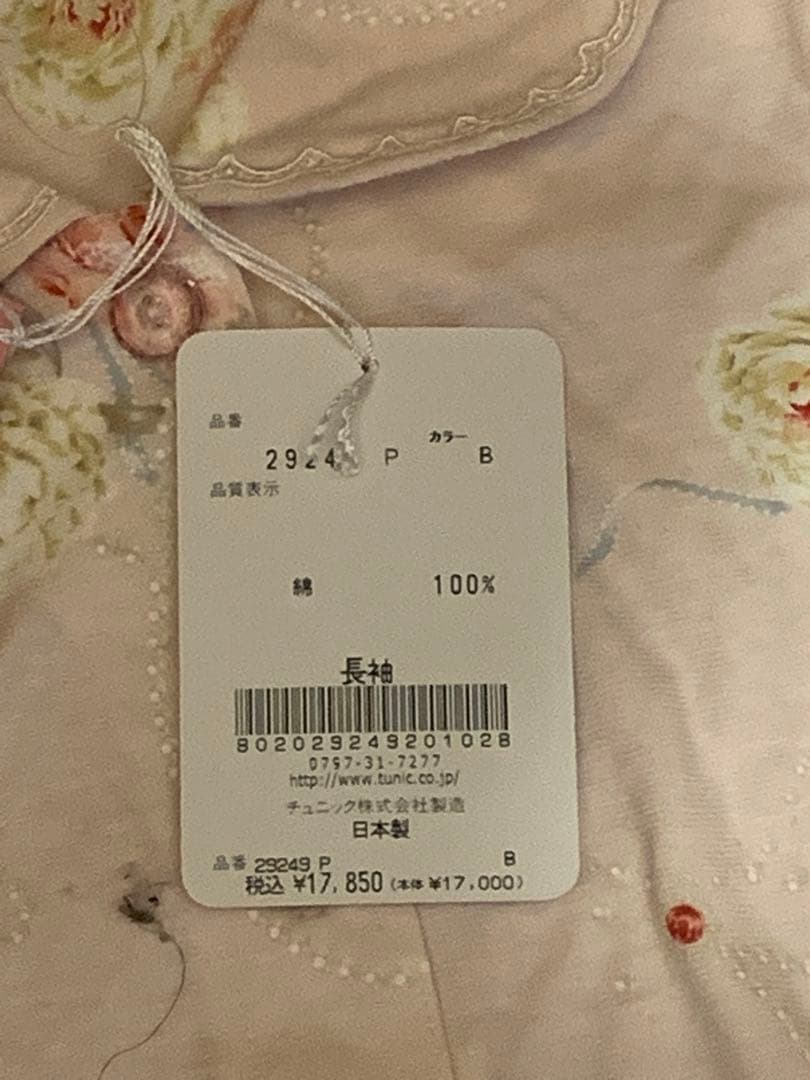 品番
カラー
2924 P B
品質表示
綿 100%
長袖
802029249201028
0797-31-7277
http://www.tunic.co.jp/
チュニック株式会社製造
日本製
品番 29249 P B
税込 ¥17,850 (本体 ¥17,000)